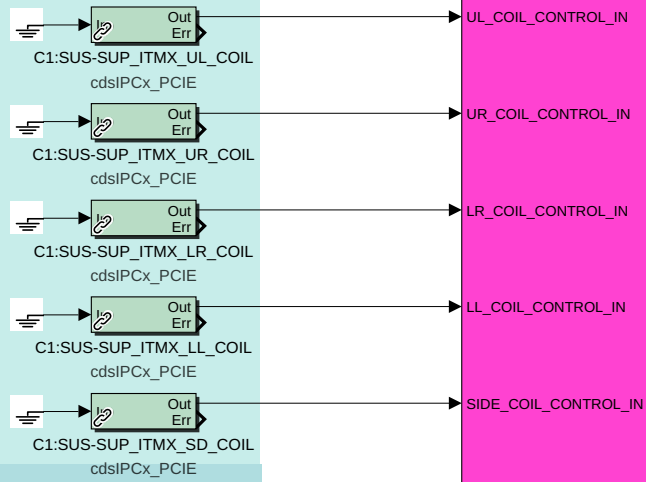 Out
Err
UL_COIL_CONTROL_IN
C1:SUS-SUP_ITMX_UL_COIL
cdsIPCx_PCIE
Out
Err
UR_COIL_CONTROL_IN
C1:SUS-SUP_ITMX_UR_COIL
cdsIPCx_PCIE
Out
Err
LR_COIL_CONTROL_IN
C1:SUS-SUP_ITMX_LR_COIL
cdsIPCx_PCIE
Out
Err
LL_COIL_CONTROL_IN
C1:SUS-SUP_ITMX_LL_COIL
cdsIPCx_PCIE
Out
Err
SIDE_COIL_CONTROL_IN
C1:SUS-SUP_ITMX_SD_COIL
cdsIPCx_PCIE